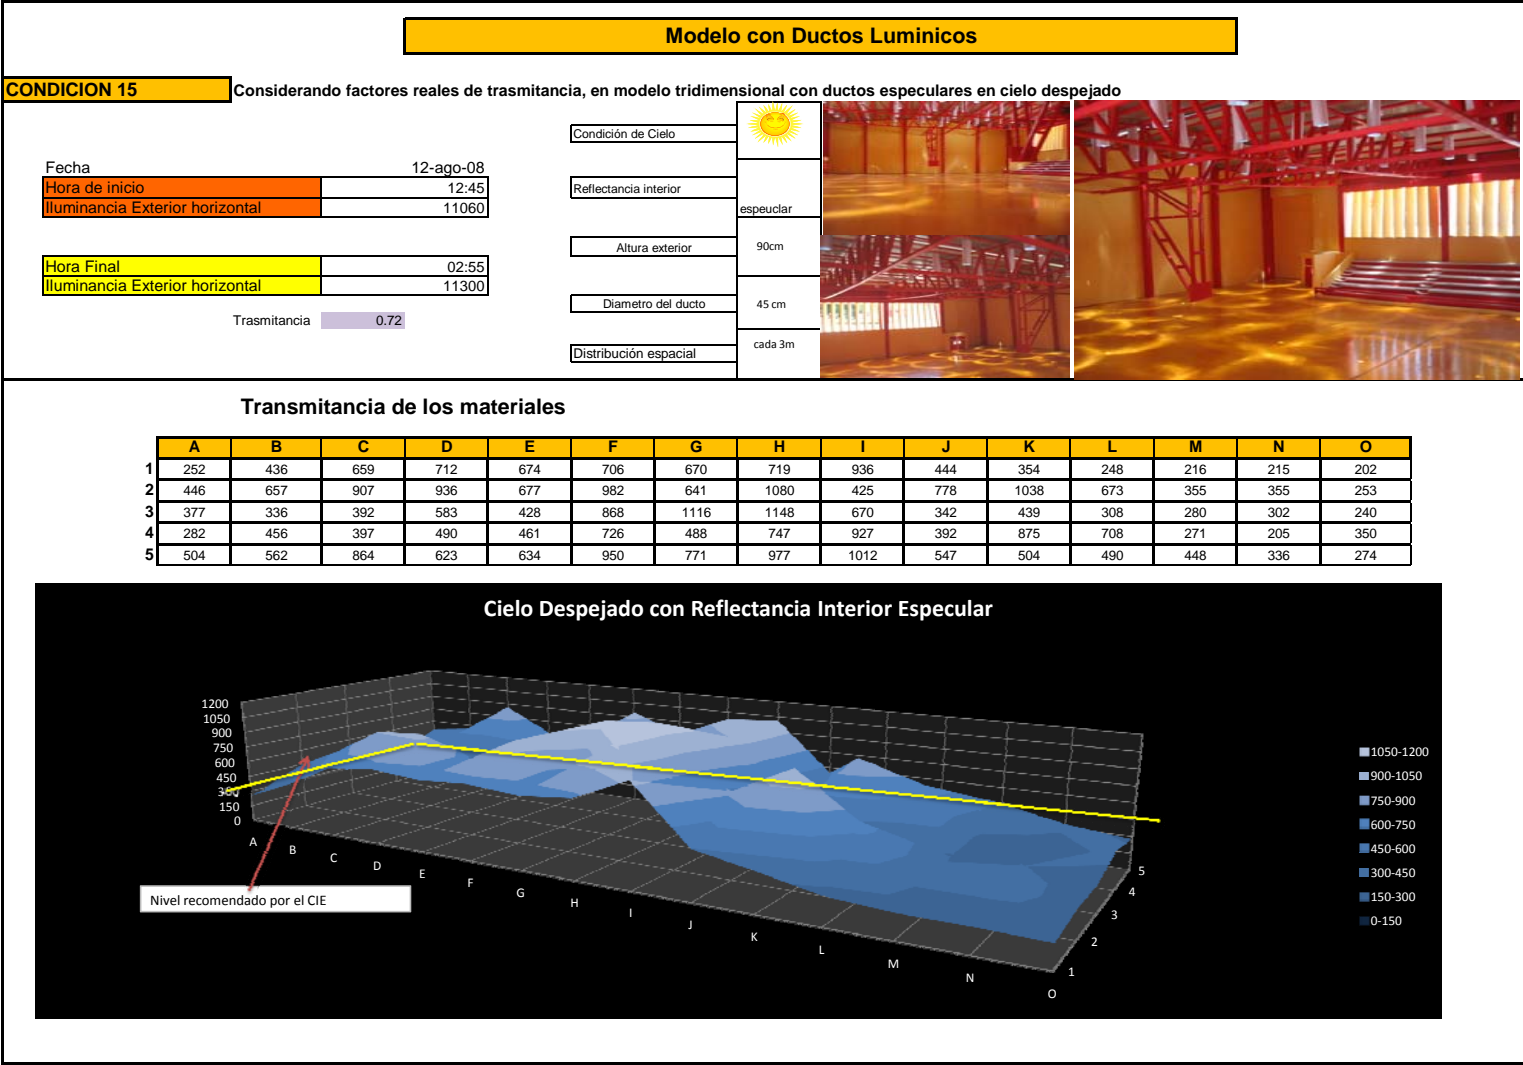 Modelo con Ductos Luminicos
CONDICION 15 Considerando factores reales de trasmitancia, en modelo tridimensional con ductos especulares en cielo despejado
Condición de Cielo
Fecha 12-ago-08
Hora de inicio 12:45
Iluminancia Exterior horizontal 11060
Reflectancia interior espeuclar
Altura exterior 90cm
Hora Final 02:55
Iluminancia Exterior horizontal 11300
Diametro del ducto 45 cm
Trasmitancia 0.72
Distribución espacial cada 3m
Transmitancia de los materiales
A B C D E F G H I J K L M N O
1 252 436 659 712 674 706 670 719 936 444 354 248 216 215 202
2 446 657 907 936 677 982 641 1080 425 778 1038 673 355 355 253
3 377 336 392 583 428 868 1116 1148 670 342 439 308 280 302 240
4 282 456 397 490 461 726 488 747 927 392 875 708 271 205 350
5 504 562 864 623 634 950 771 977 1012 547 504 490 448 336 274
Cielo Despejado con Reflectancia Interior Especular
1200
1050
900
750
600
450
300
150
0
A B C D E F G H I J K L M N O
1 2 3 4 5
Nivel recomendado por el CIE
1050-1200
900-1050
750-900
600-750
450-600
300-450
150-300
0-150